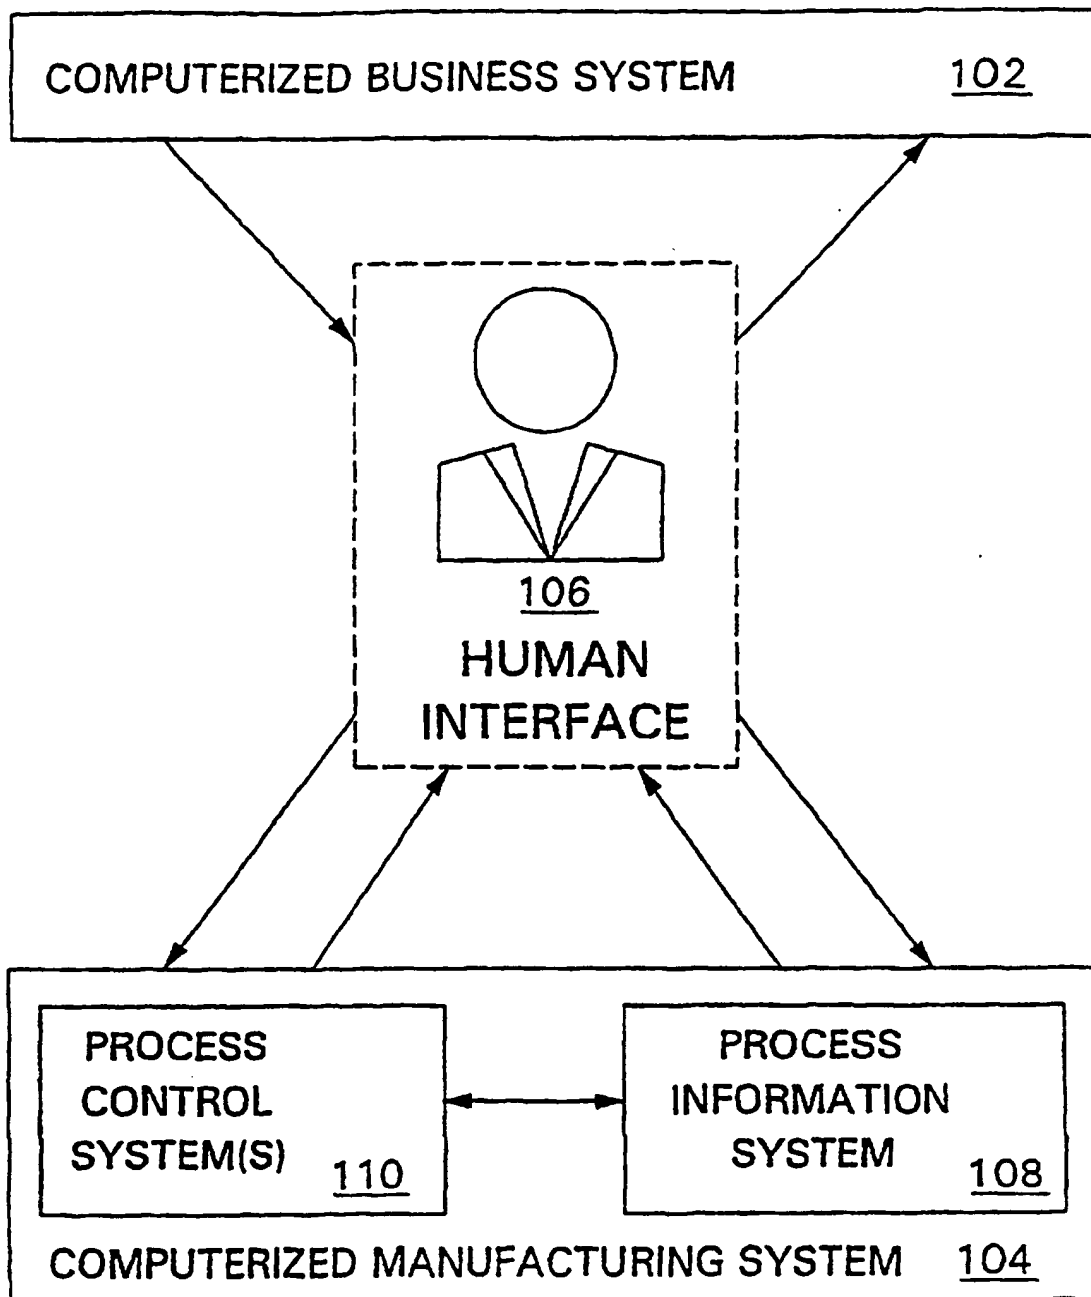 COMPUTERIZED BUSINESS SYSTEM 102
106
HUMAN
INTERFACE
PROCESS
CONTROL
SYSTEM(S) 110
PROCESS
INFORMATION
SYSTEM 108
COMPUTERIZED MANUFACTURING SYSTEM 104